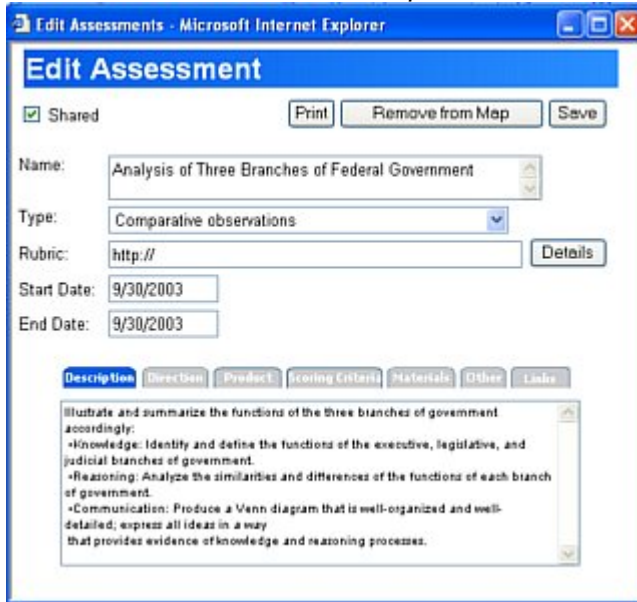 Edit Assessments - Microsoft Internet Explorer
Edit Assessment
Shared Print Remove from Map Save
Name: Analysis of Three Branches of Federal Government
Type: Comparative observations
Rubric: http:// Details
Start Date: 9/30/2003
End Date: 9/30/2003
Description Direction Product Scoring Criteria Materials Other Links
Illustrate and summarize the functions of the three branches of government
accordingly:
•Knowledge: Identify and define the functions of the executive, legislative, and
judicial branches of government.
•Reasoning: Analyze the similarities and differences of the functions of each branch
of government.
•Communication: Produce a Venn diagram that is well-organized and well-
detailed; express all ideas in a way
that provides evidence of knowledge and reasoning processes.